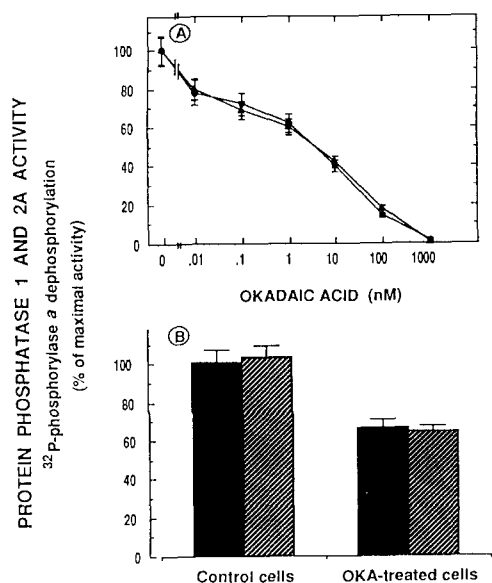 PROTEIN PHOSPHATASE 1 AND 2A ACTIVITY
32P-phosphorylase a dephosphorylation
(% of maximal activity)
A
100
80
60
40
20
0
0 .01 .1 1 10 100 1000
OKADAIC ACID (nM)
B
100
80
60
40
20
0
Control cells OKA-treated cells